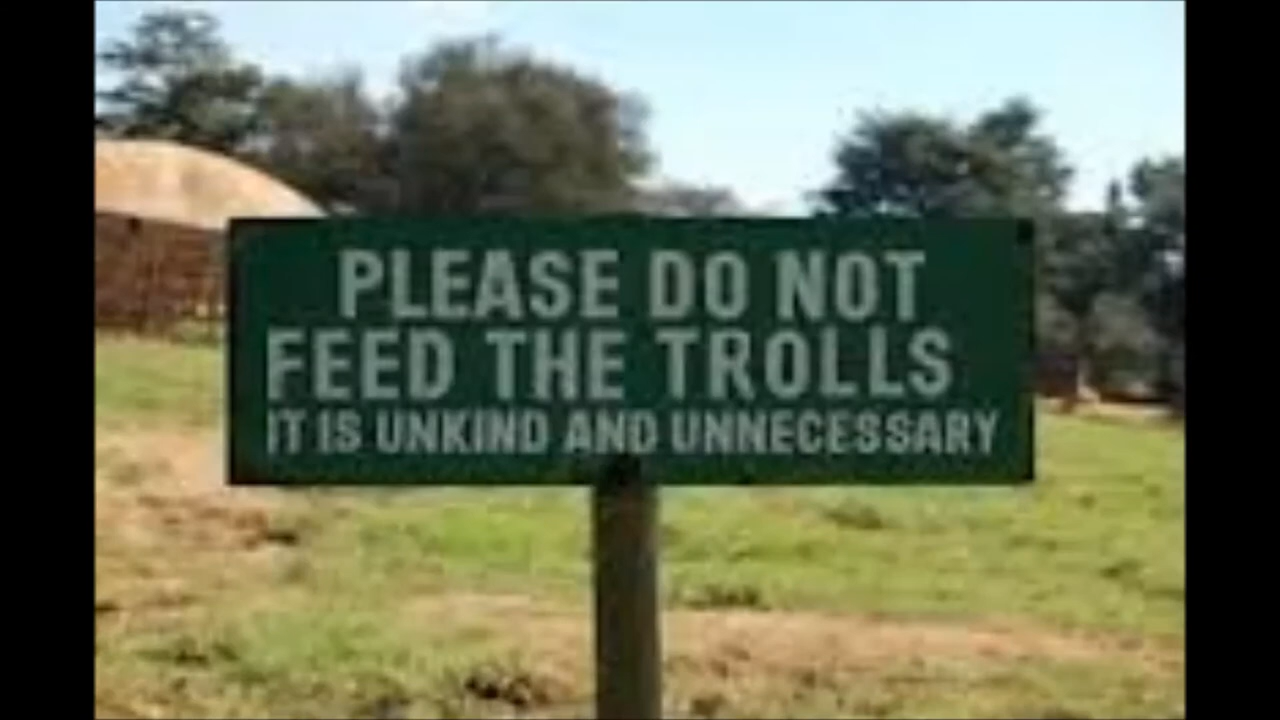 PLEASE DO NOT
FEED THE TROLLS
IT IS UNKIND AND UNNECESSARY